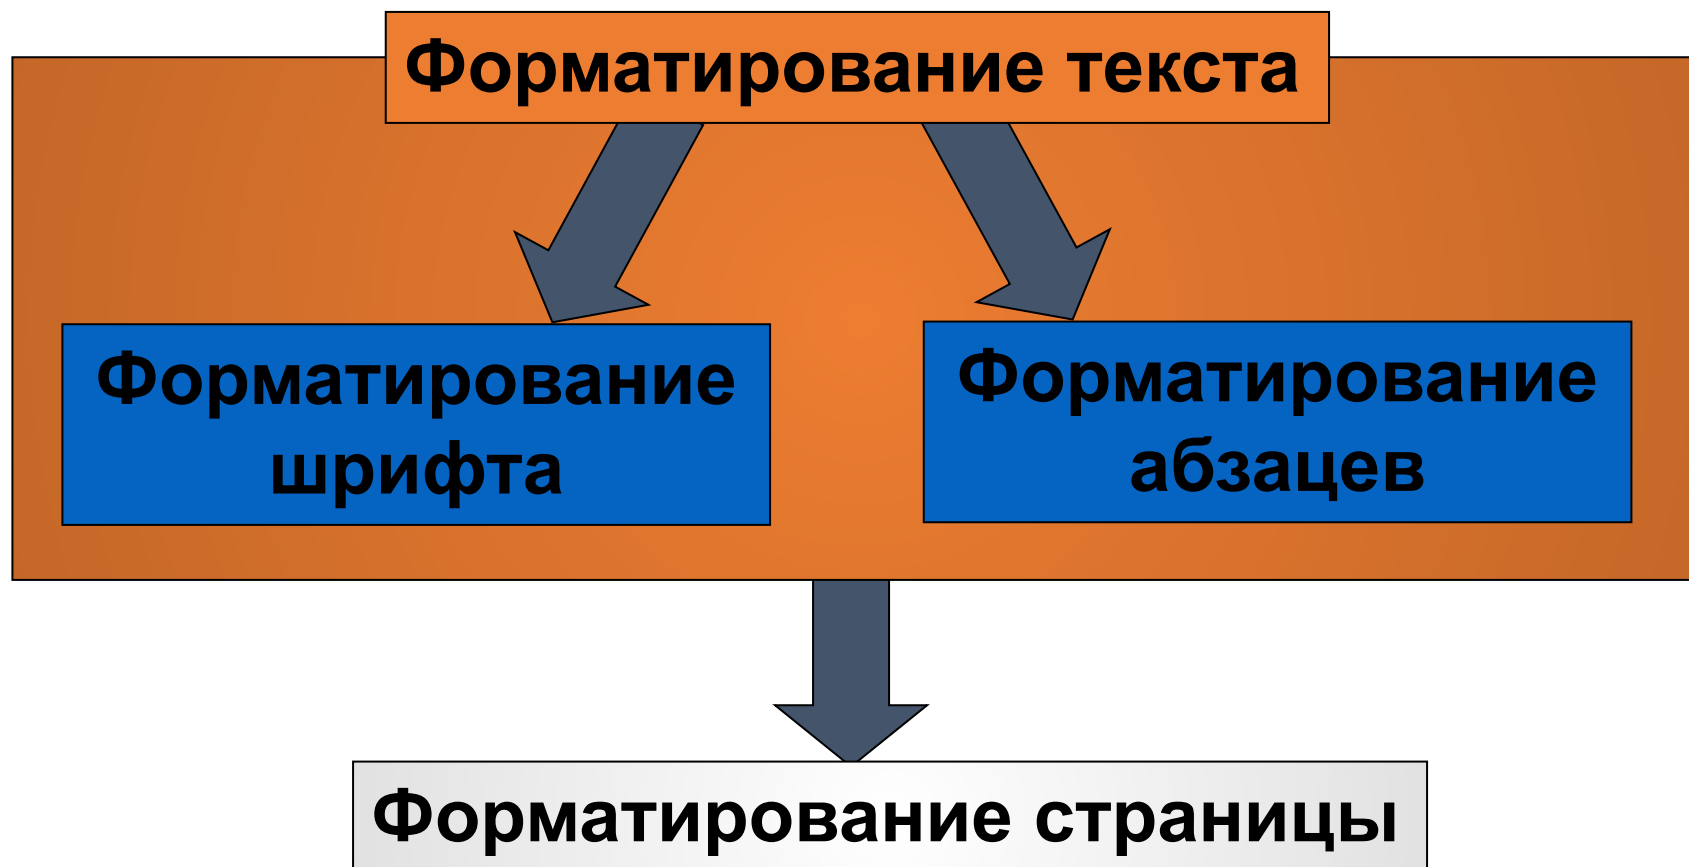 Форматирование текста
Форматирование
шрифта
Форматирование
абзацев
Форматирование страницы